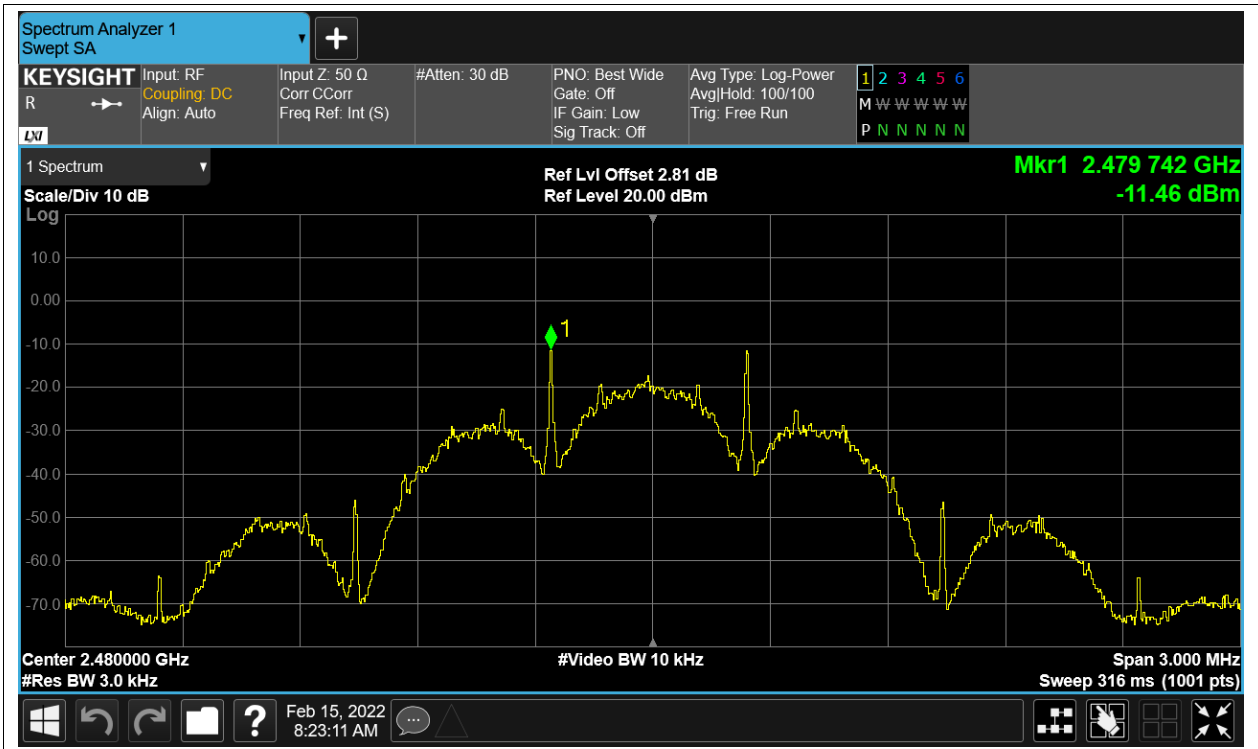 Spectrum Analyzer 1
Swept SA
KEYSIGHT
R
LXI
Input: RF
Coupling: DC
Align: Auto
Input Z: 50 Ω
Corr CCorr
Freq Ref: Int (S)
#Atten: 30 dB
PNO: Best Wide
Gate: Off
IF Gain: Low
Sig Track: Off
Avg Type: Log-Power
Avg|Hold: 100/100
Trig: Free Run
1 2 3 4 5 6
M W W W W W
P N N N N N
1 Spectrum
Scale/Div 10 dB
Ref Lvl Offset 2.81 dB
Ref Level 20.00 dBm
Mkr1 2.479 742 GHz
-11.46 dBm
Log
10.0
0.00
-10.0
-20.0
-30.0
-40.0
-50.0
-60.0
-70.0
1
Center 2.480000 GHz
#Res BW 3.0 kHz
#Video BW 10 kHz
Span 3.000 MHz
Sweep 316 ms (1001 pts)
?
Feb 15, 2022
8:23:11 AM